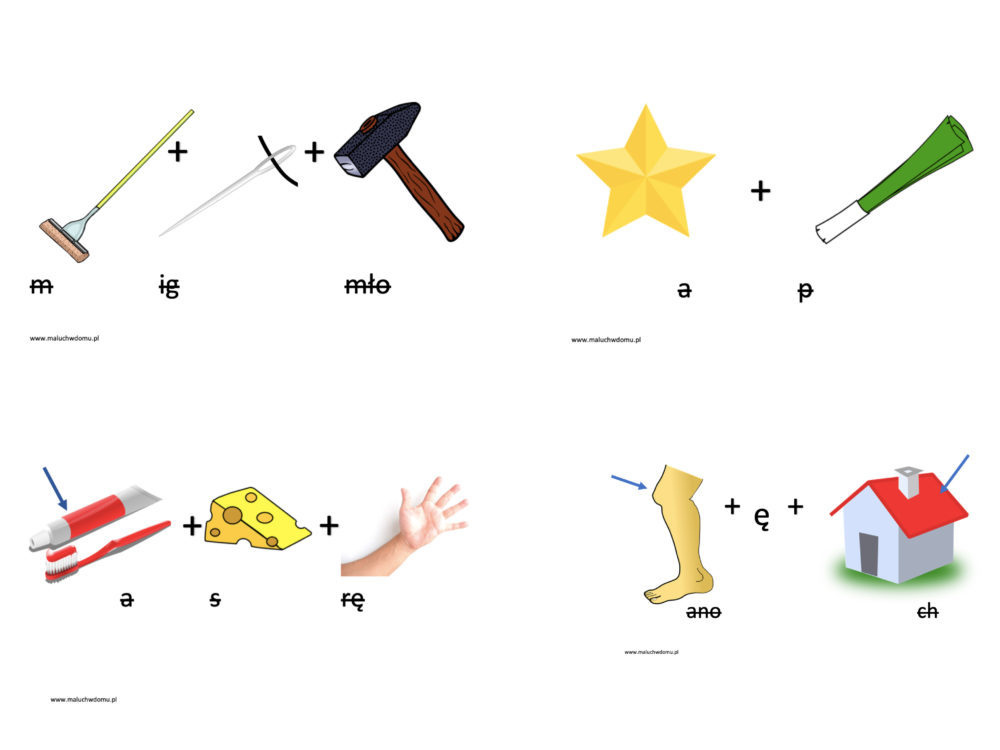 + +
m ig mło
www.maluchwdomu.pl
+
a p
www.maluchwdomu.pl
+ +
a s rę
www.maluchwdomu.pl
+ ę +
ano ch
www.maluchwdomu.pl